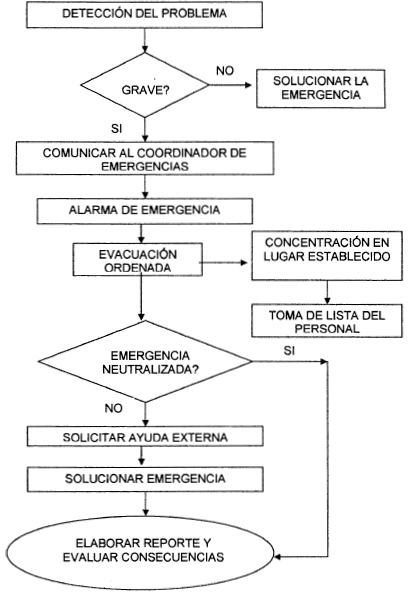 DETECCIÓN DEL PROBLEMA
GRAVE?
NO
SOLUCIONAR LA
EMERGENCIA
SI
COMUNICAR AL COORDINADOR DE
EMERGENCIAS
ALARMA DE EMERGENCIA
EVACUACIÓN
ORDENADA
CONCENTRACIÓN EN
LUGAR ESTABLECIDO
TOMA DE LISTA DEL
PERSONAL
EMERGENCIA
NEUTRALIZADA?
SI
NO
SOLICITAR AYUDA EXTERNA
SOLUCIONAR EMERGENCIA
ELABORAR REPORTE Y
EVALUAR CONSECUENCIAS